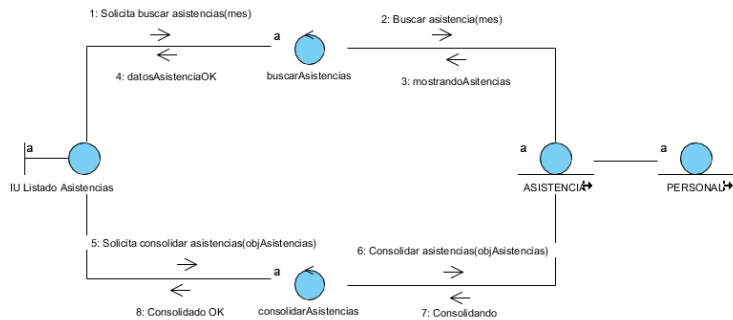 1: Solicita buscar asistencias(mes)
a
2: Buscar asistencia(mes)
4: datosAsistenciaOK
buscarAsistencias
3: mostrandoAsitencias
a
a
a
IU Listado Asistencias
ASISTENCIA
PERSONAL
5: Solicita consolidar asistencias(objAsistencias)
6: Consolidar asistencias(objAsistencias)
a
8: Consolidado OK
consolidarAsistencias
7: Consolidando